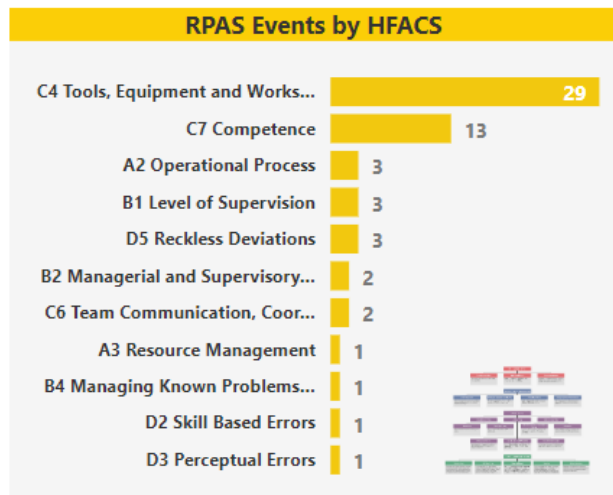 RPAS Events by HFACS
C4 Tools, Equipment and Works... 29
C7 Competence 13
A2 Operational Process 3
B1 Level of Supervision 3
D5 Reckless Deviations 3
B2 Managerial and Supervisory... 2
C6 Team Communication, Coor... 2
A3 Resource Management 1
B4 Managing Known Problems... 1
D2 Skill Based Errors 1
D3 Perceptual Errors 1